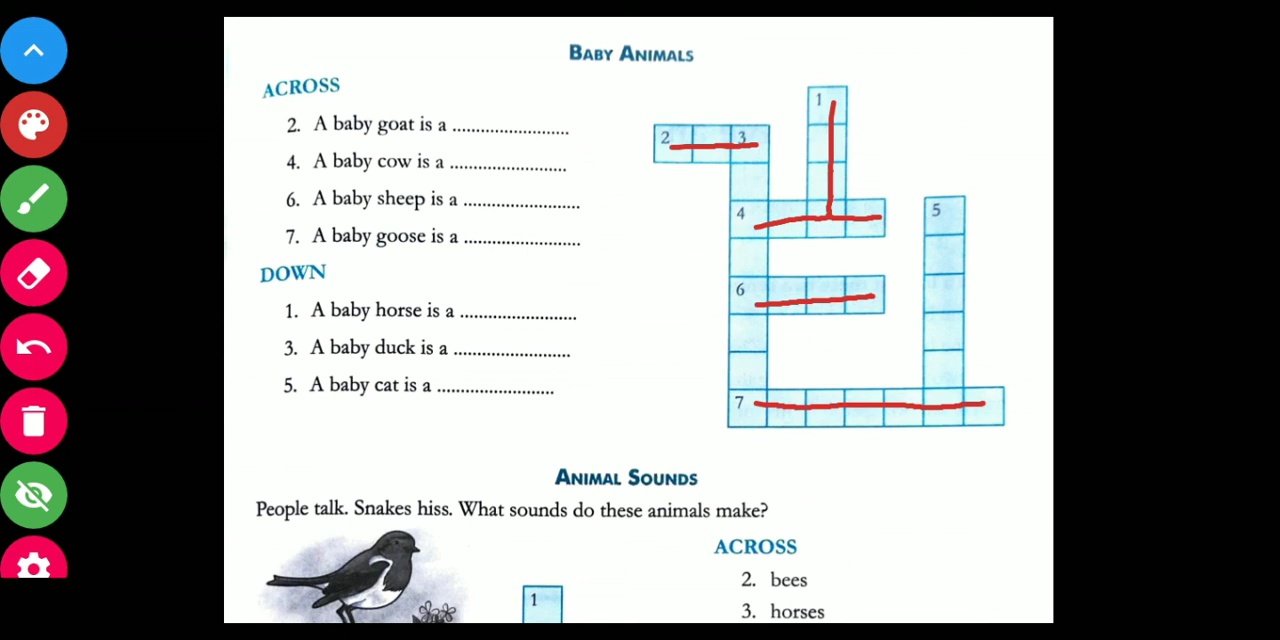 BABY ANIMALS
ACROSS
2. A baby goat is a ........................
4. A baby cow is a ........................
6. A baby sheep is a ........................
7. A baby goose is a ........................
DOWN
1. A baby horse is a ........................
3. A baby duck is a ........................
5. A baby cat is a ........................
1
2 3
4 5
6
7
ANIMAL SOUNDS
People talk. Snakes hiss. What sounds do these animals make?
ACROSS
2. bees
3. horses
1